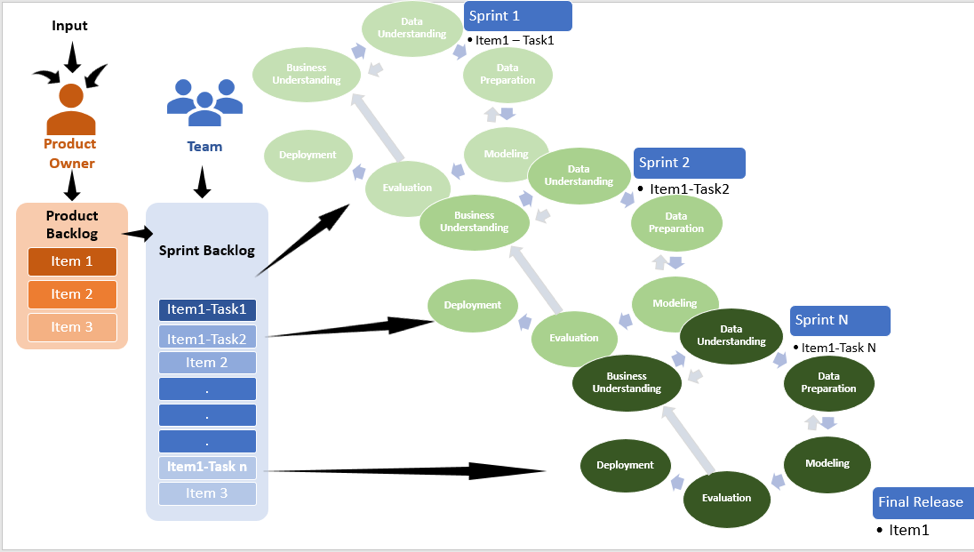 Input
Product
Owner
Product
Backlog
Item 1
Item 2
Item 3
Team
Sprint Backlog
Item1-Task1
Item1-Task2
Item 2
.
.
.
Item1-Task n
Item 3
Sprint 1
• Item1 – Task1
Data
Understanding
Business
Understanding
Data
Preparation
Modeling
Evaluation
Deployment
Sprint 2
• Item1-Task2
Data
Understanding
Business
Understanding
Data
Preparation
Modeling
Evaluation
Deployment
Sprint N
• Item1-Task N
Data
Understanding
Business
Understanding
Data
Preparation
Modeling
Evaluation
Deployment
Final Release
• Item1